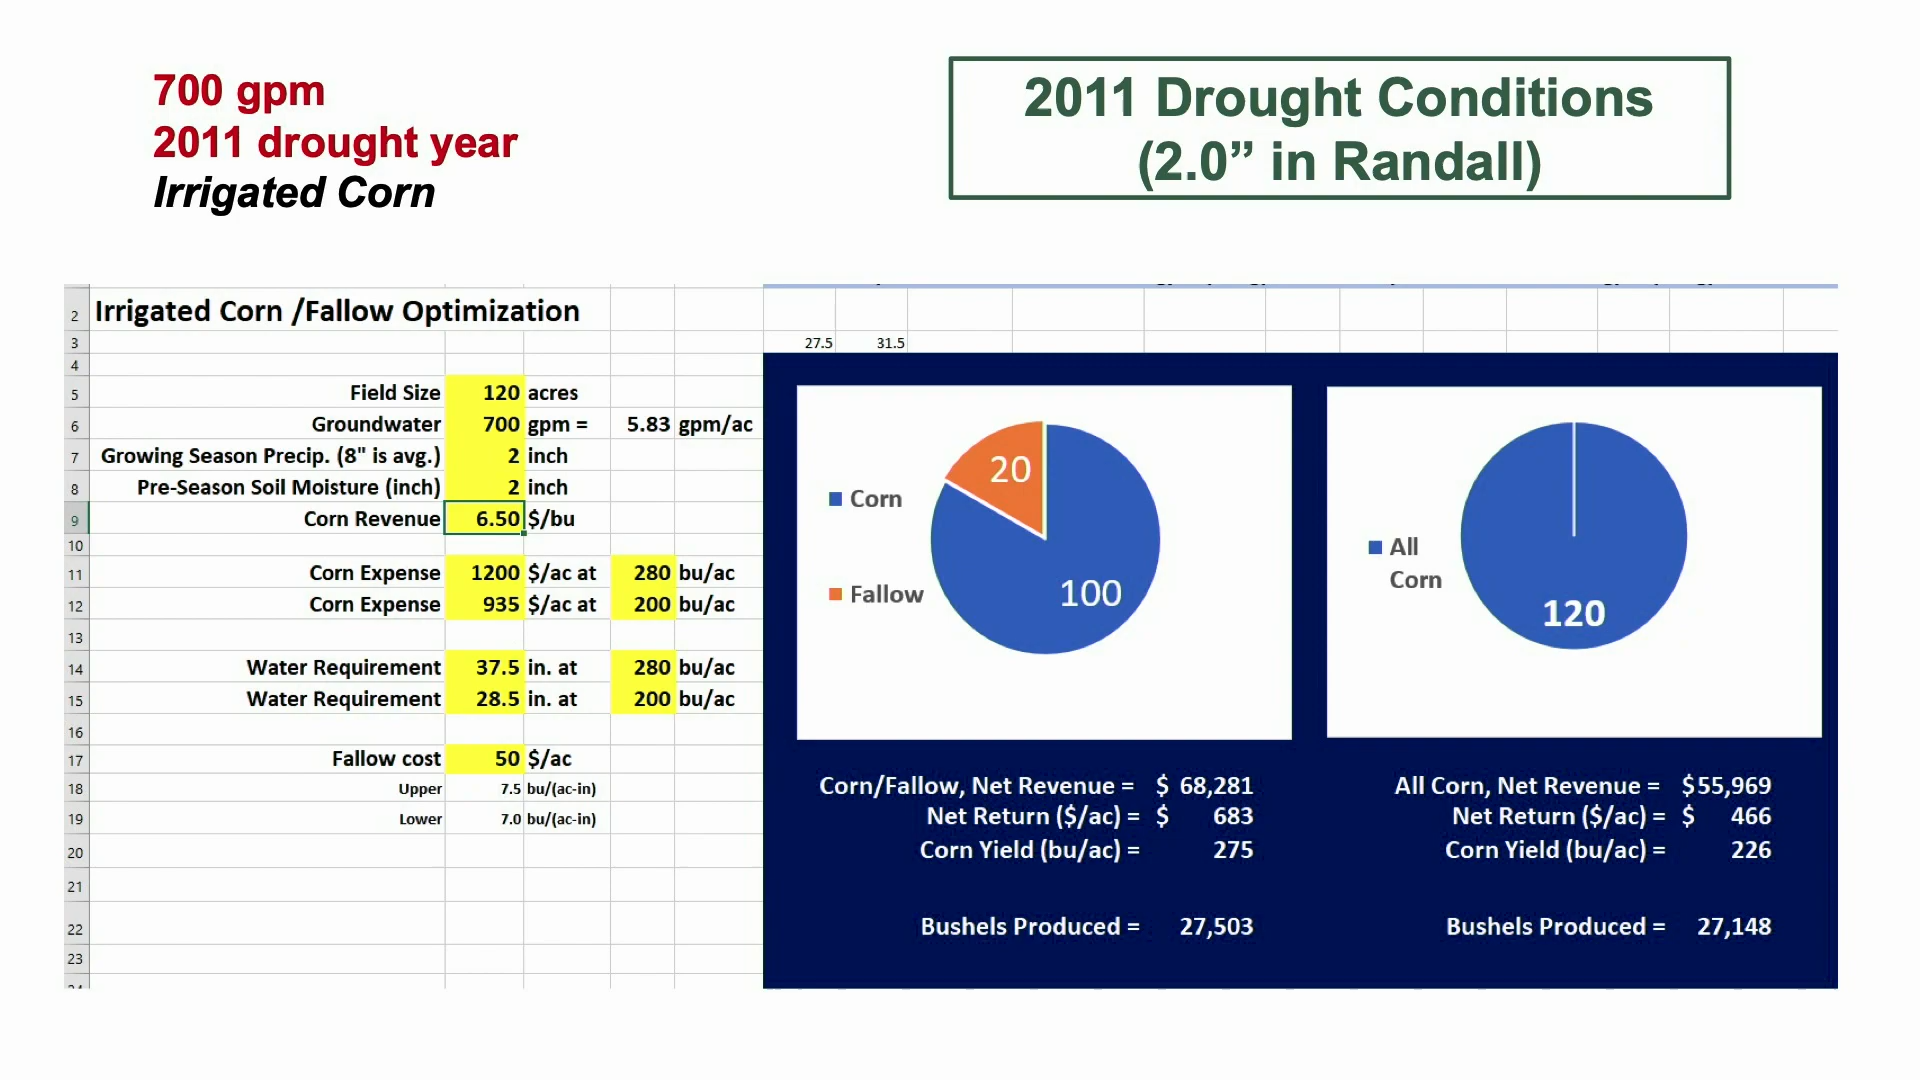 700 gpm
2011 drought year
Irrigated Corn
2011 Drought Conditions
(2.0” in Randall)
2 Irrigated Corn /Fallow Optimization
3 27.5 31.5
4
5 Field Size 120 acres
6 Groundwater 700 gpm = 5.83 gpm/ac
7 Growing Season Precip. (8" is avg.) 2 inch
8 Pre-Season Soil Moisture (inch) 2 inch
9 Corn Revenue 6.50 $/bu
10
11 Corn Expense 1200 $/ac at 280 bu/ac
12 Corn Expense 935 $/ac at 200 bu/ac
13
14 Water Requirement 37.5 in. at 280 bu/ac
15 Water Requirement 28.5 in. at 200 bu/ac
16
17 Fallow cost 50 $/ac
18 Upper 7.5 bu/(ac-in)
19 Lower 7.0 bu/(ac-in)
20
21
22
23
Corn
Fallow
20
100
All
Corn
120
Corn/Fallow, Net Revenue = $ 68,281
Net Return ($/ac) = $ 683
Corn Yield (bu/ac) = 275
Bushels Produced = 27,503
All Corn, Net Revenue = $55,969
Net Return ($/ac) = $ 466
Corn Yield (bu/ac) = 226
Bushels Produced = 27,148